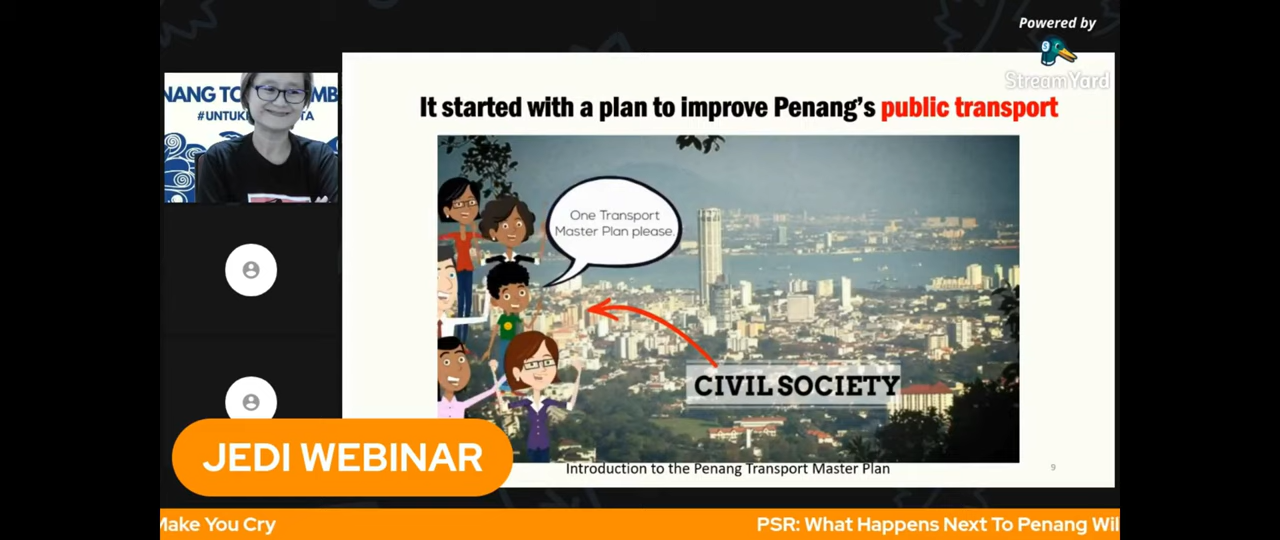 Powered by
StreamYard
It started with a plan to improve Penang's public transport
#UNTUK
TA
One Transport
Master Plan please.
CIVIL SOCIETY
Introduction to the Penang Transport Master Plan
9
JEDI WEBINAR
Make You Cry
PSR: What Happens Next To Penang Wil